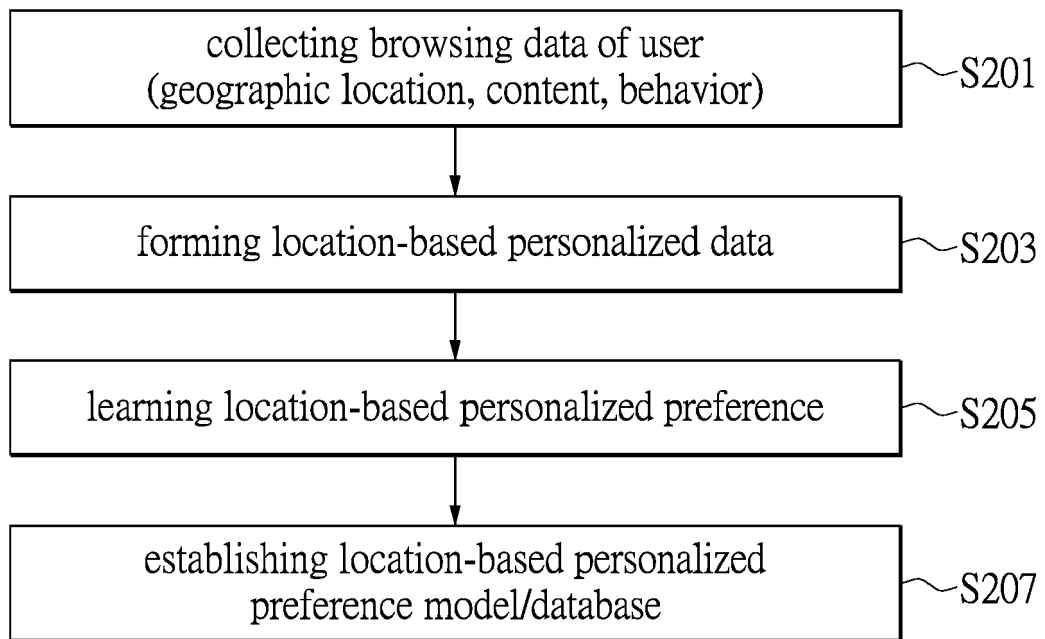 collecting browsing data of user
(geographic location, content, behavior)
S201
forming location-based personalized data
S203
learning location-based personalized preference
S205
establishing location-based personalized
preference model/database
S207